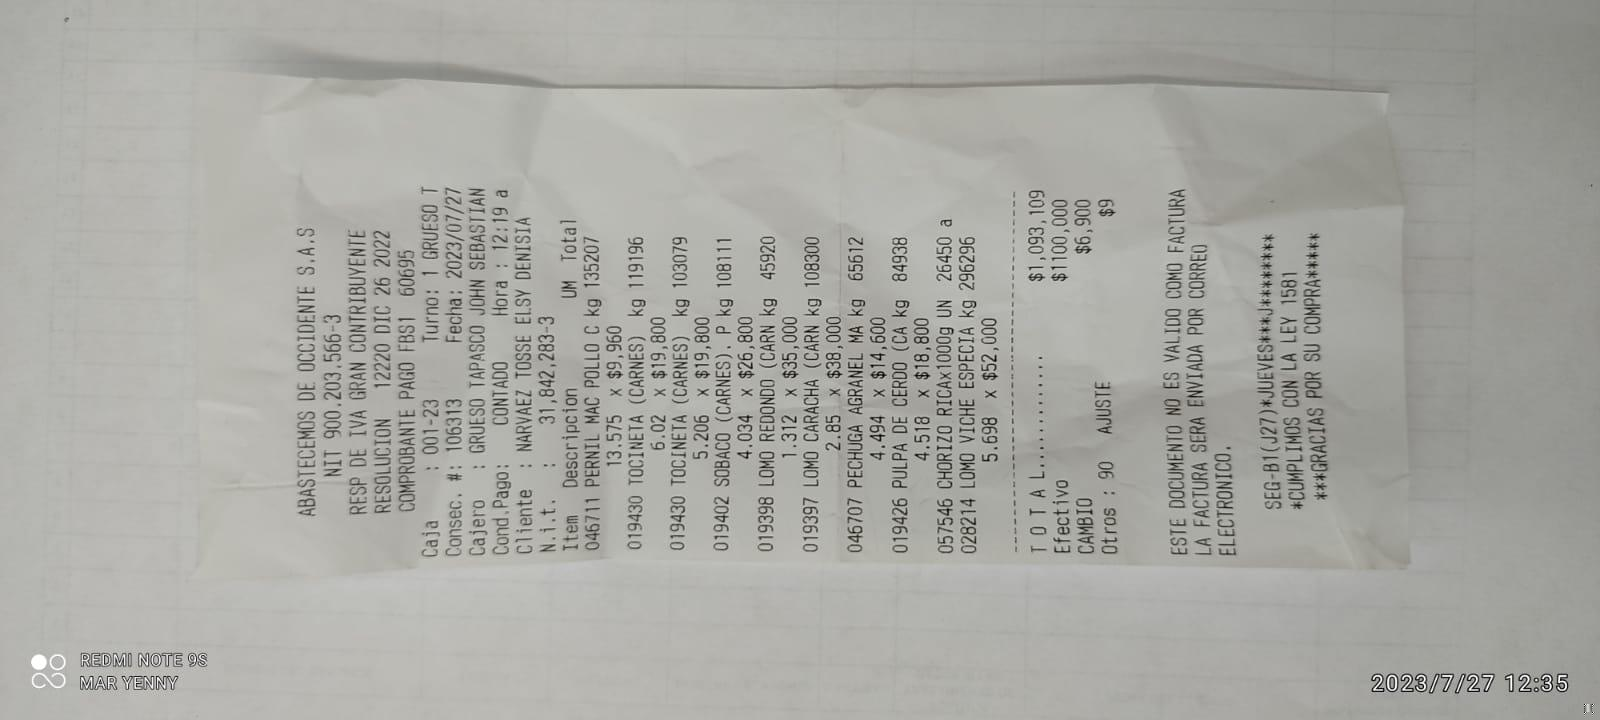 ABASTECEMOS DE OCCIDENTE S.A.S
NIT 900.203.566-3
RESP DE IVA GRAN CONTRIBUYENTE
RESOLUCION 12220 DIC 26 2022
COMPROBANTE PAGO FBS1 60695
Caja : 001-23 Turno: 1 GRUESO T
Consec. #: 106313 Fecha: 2023/07/27
Cajero : GRUESO TAPASCO JOHN SEBASTIAN
Cond.Pago: CONTADO Hora : 12:19 a
Cliente : NARVAEZ TOSSE ELSY DENISIA
N.i.t. : 31,842,283-3
Item Descripcion UM Total
046711 PERNIL MAC POLLO C kg 135207
13.575 X $9,960
019430 TOCINETA (CARNES) kg 119196
6.02 X $19,800
019430 TOCINETA (CARNES) kg 103079
5.206 X $19,800
019402 SOBACO (CARNES). P kg 108111
4.034 X $26,800
019398 LOMO REDONDO (CARN kg 45920
1.312 X $35,000
019397 LOMO CARACHA (CARN kg 108300
2.85 X $38,000
046707 PECHUGA AGRANEL MA kg 65612
4.494 X $14,600
019426 PULPA DE CERDO (CA kg 84938
4.518 X $18,800
057546 CHORIZO RICAx1000g UN 26450 a
028214 LOMO VICHE ESPECIA kg 296296
5.698 X $52,000
------------------------------------
T O T A L............ $1,093,109
Efectivo $1100,000
CAMBIO $6,900
Otros : 90 AJUSTE $9
ESTE DOCUMENTO NO ES VALIDO COMO FACTURA
LA FACTURA SERA ENVIADA POR CORREO
ELECTRONICO.
SEG-B1(J27)*JUEVES***J********
*CUMPLIMOS CON LA LEY 1581
***GRACIAS POR SU COMPRA*****
REDMI NOTE 9S
MAR YENNY
2023/7/27 12:35